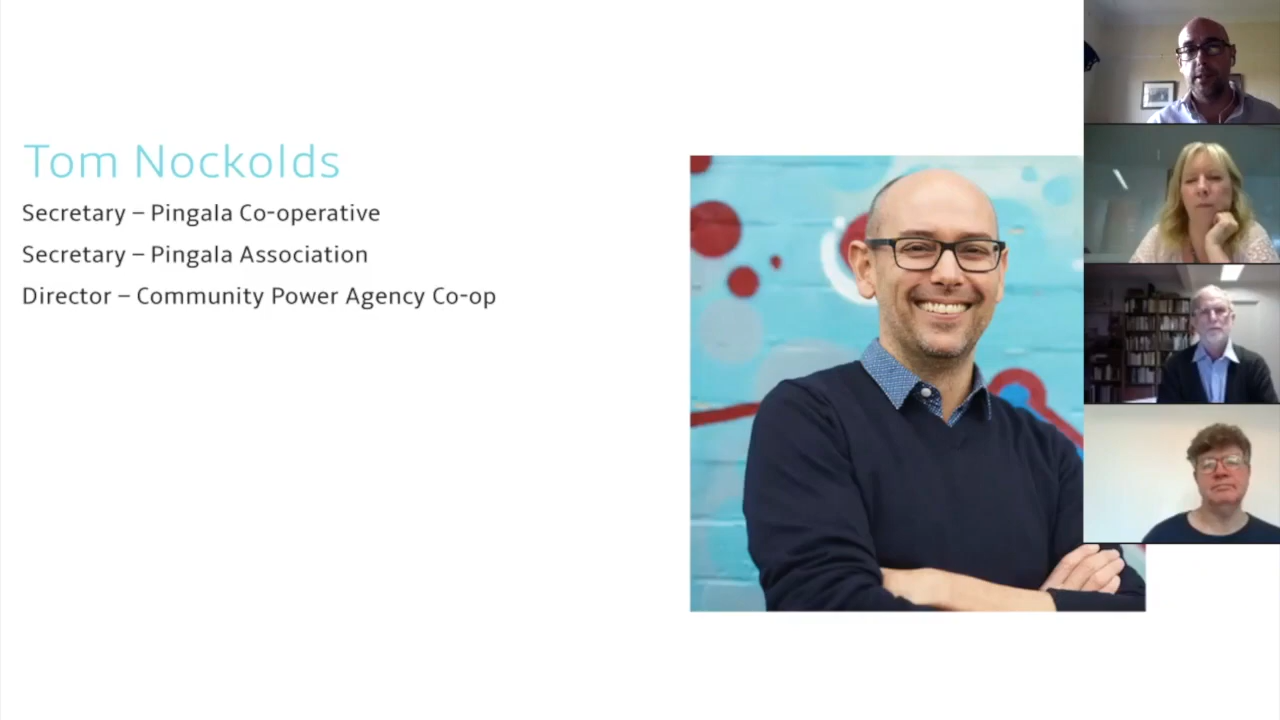 Tom Nockolds
Secretary – Pingala Co-operative
Secretary – Pingala Association
Director – Community Power Agency Co-op